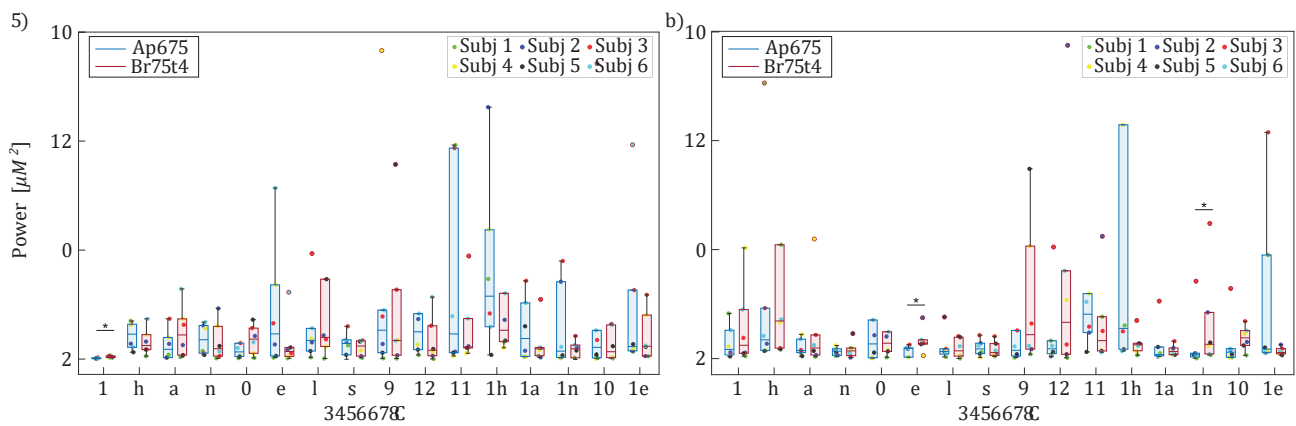 5)
10
12
0
2
Power [µM ²]
Ap675
Br75t4
Subj 1 Subj 2 Subj 3
Subj 4 Subj 5 Subj 6
*
1 h a n 0 e l s 9 12 11 1h 1a 1n 10 1e
b)
10
12
0
2
Ap675
Br75t4
Subj 1 Subj 2 Subj 3
Subj 4 Subj 5 Subj 6
*
*
1 h a n 0 e l s 9 12 11 1h 1a 1n 10 1e